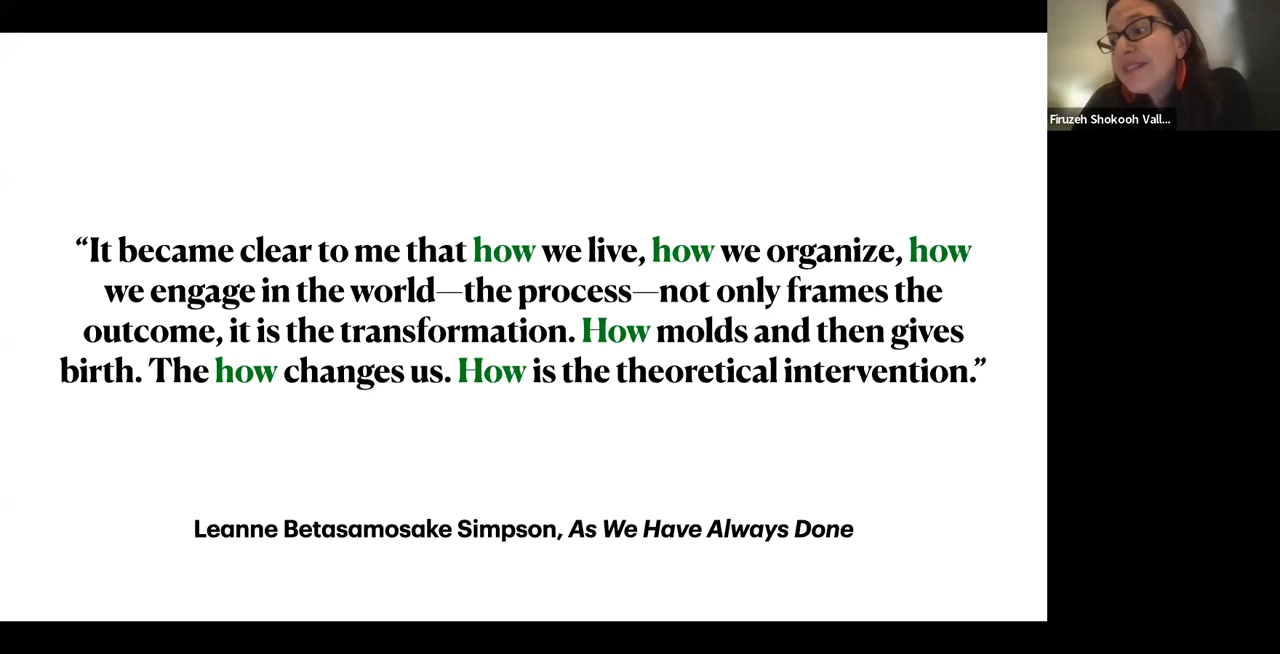 “It became clear to me that how we live, how we organize, how
we engage in the world—the process—not only frames the
outcome, it is the transformation. How molds and then gives
birth. The how changes us. How is the theoretical intervention.”
Leanne Betasamosake Simpson, As We Have Always Done
Firuzeh Shokooh Vall...